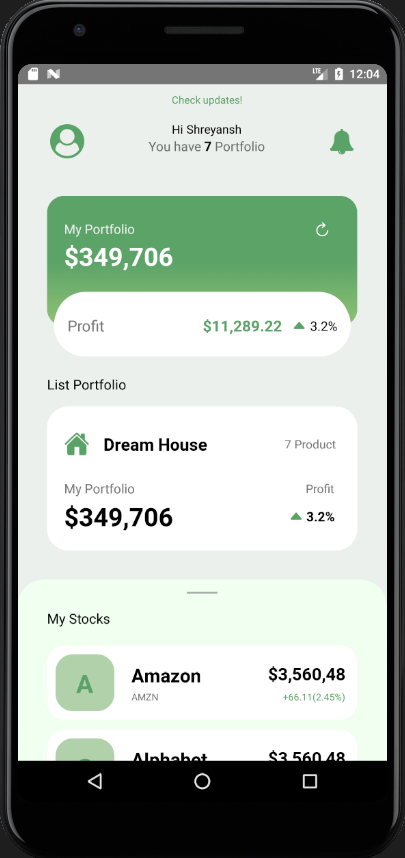 LTE 12:04
Check updates!
Hi Shreyansh
You have 7 Portfolio
My Portfolio
$349,706
Profit $11,289.22 3.2%
List Portfolio
Dream House 7 Product
My Portfolio Profit
$349,706 3.2%
My Stocks
A Amazon $3,560,48
AMZN +66.11(2.45%)
Alphabet $3,560,48